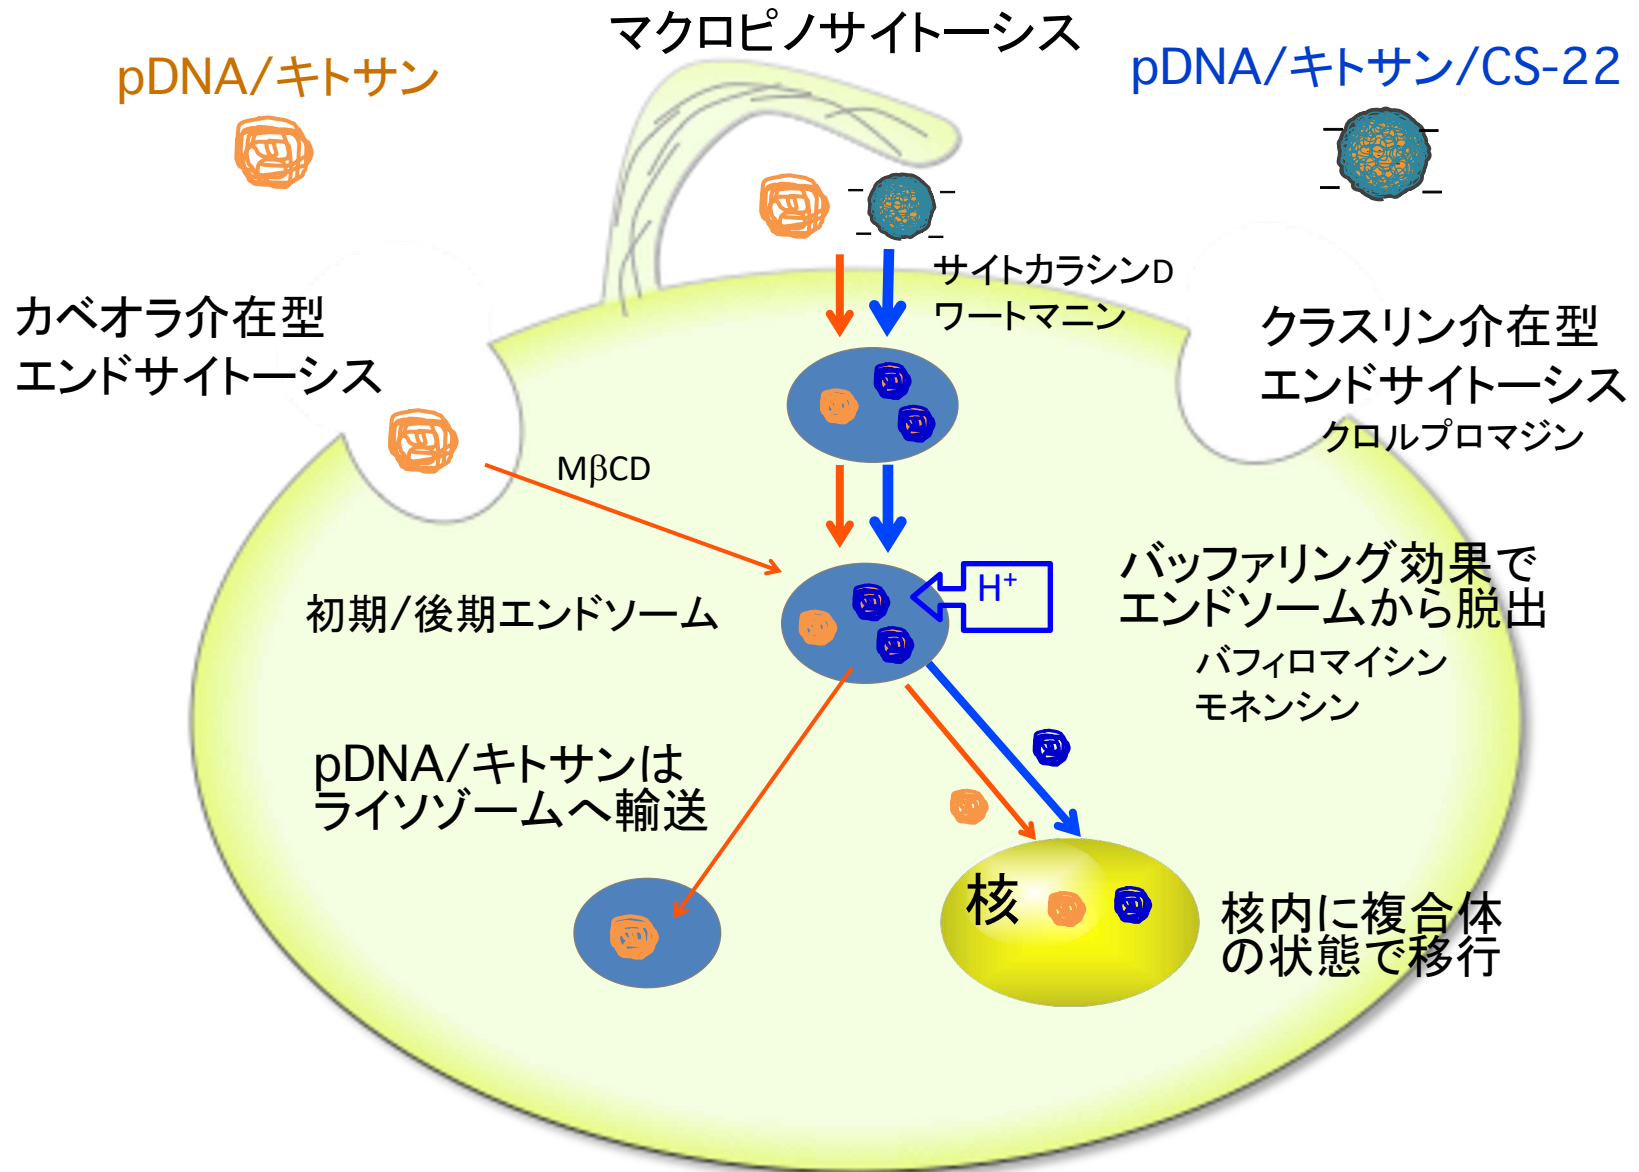 マクロピノサイトーシス
pDNA/キトサン
pDNA/キトサン/CS-22
サイトカラシンD
ワートマニン
カベオラ介在型
エンドサイトーシス
クラスリン介在型
エンドサイトーシス
クロルプロマジン
MβCD
初期/後期エンドソーム
H⁺
バッファリング効果で
エンドソームから脱出
バフィロマイシン
モネンシン
pDNA/キトサンは
ライソゾームへ輸送
核
核内に複合体
の状態で移行